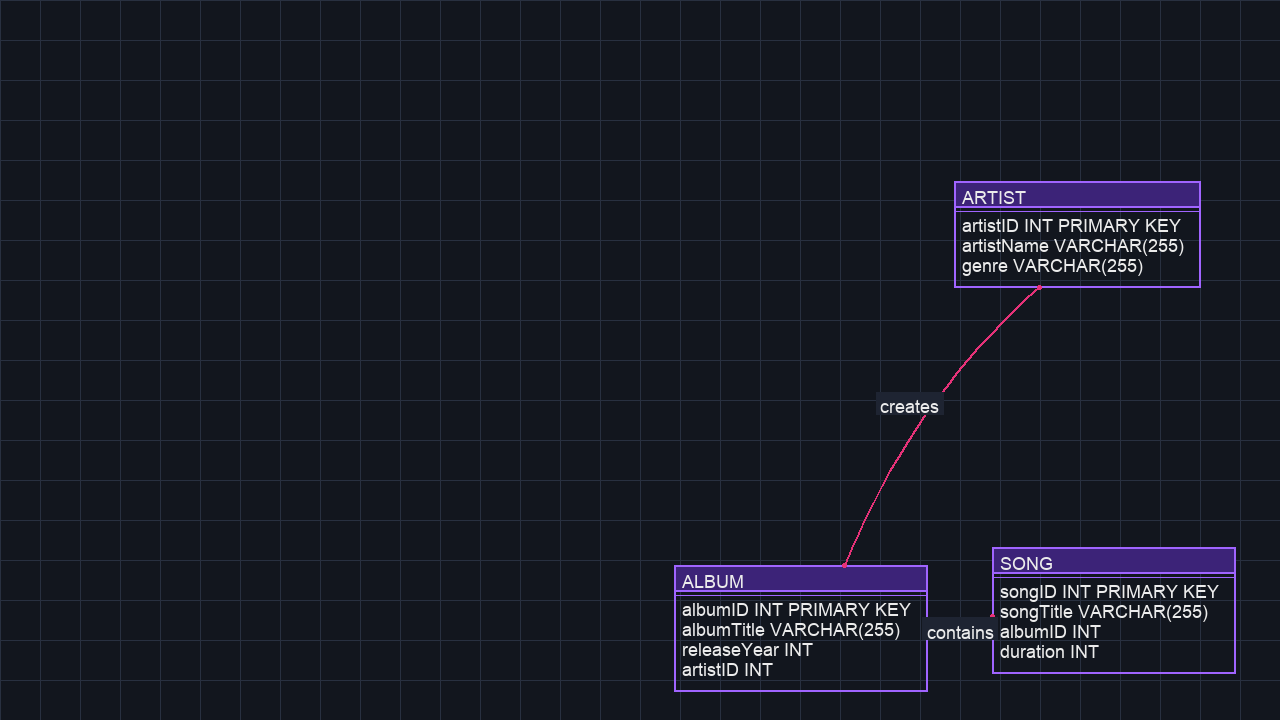 ARTIST
artistID INT PRIMARY KEY
artistName VARCHAR(255)
genre VARCHAR(255)
creates
ALBUM
albumID INT PRIMARY KEY
albumTitle VARCHAR(255)
releaseYear INT
artistID INT
contains
SONG
songID INT PRIMARY KEY
songTitle VARCHAR(255)
albumID INT
duration INT